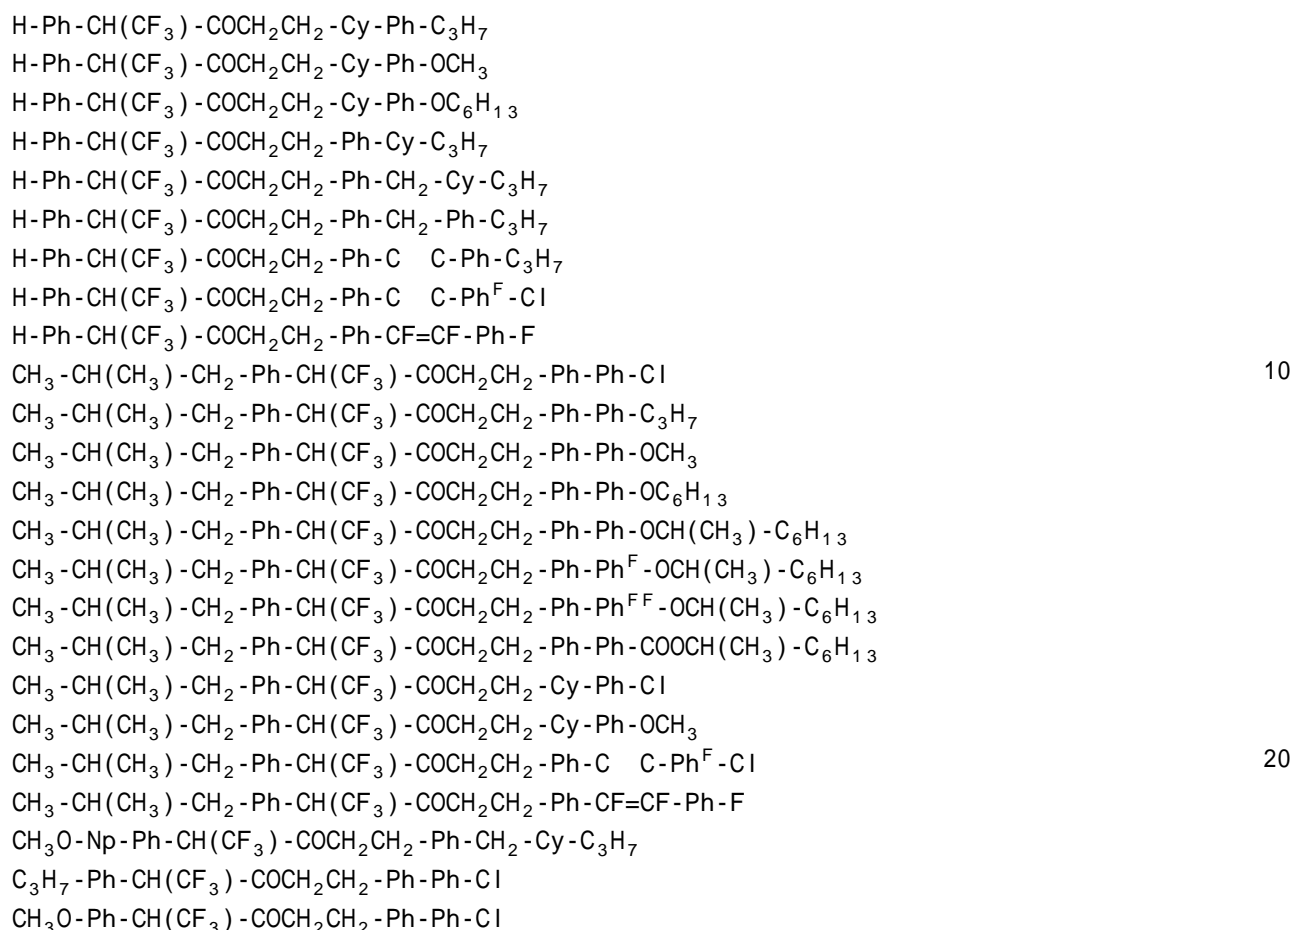 H-Ph-CH(CF₃)-COCH₂CH₂-Cy-Ph-C₃H₇
H-Ph-CH(CF₃)-COCH₂CH₂-Cy-Ph-OCH₃
H-Ph-CH(CF₃)-COCH₂CH₂-Cy-Ph-OC₆H₁₃
H-Ph-CH(CF₃)-COCH₂CH₂-Ph-Cy-C₃H₇
H-Ph-CH(CF₃)-COCH₂CH₂-Ph-CH₂-Cy-C₃H₇
H-Ph-CH(CF₃)-COCH₂CH₂-Ph-CH₂-Ph-C₃H₇
H-Ph-CH(CF₃)-COCH₂CH₂-Ph-C C-Ph-C₃H₇
H-Ph-CH(CF₃)-COCH₂CH₂-Ph-C C-Phᶠ-Cl
H-Ph-CH(CF₃)-COCH₂CH₂-Ph-CF=CF-Ph-F
CH₃-CH(CH₃)-CH₂-Ph-CH(CF₃)-COCH₂CH₂-Ph-Ph-Cl 10
CH₃-CH(CH₃)-CH₂-Ph-CH(CF₃)-COCH₂CH₂-Ph-Ph-C₃H₇
CH₃-CH(CH₃)-CH₂-Ph-CH(CF₃)-COCH₂CH₂-Ph-Ph-OCH₃
CH₃-CH(CH₃)-CH₂-Ph-CH(CF₃)-COCH₂CH₂-Ph-Ph-OC₆H₁₃
CH₃-CH(CH₃)-CH₂-Ph-CH(CF₃)-COCH₂CH₂-Ph-Ph-OCH(CH₃)-C₆H₁₃
CH₃-CH(CH₃)-CH₂-Ph-CH(CF₃)-COCH₂CH₂-Ph-Phᶠ-OCH(CH₃)-C₆H₁₃
CH₃-CH(CH₃)-CH₂-Ph-CH(CF₃)-COCH₂CH₂-Ph-Phᶠᶠ-OCH(CH₃)-C₆H₁₃
CH₃-CH(CH₃)-CH₂-Ph-CH(CF₃)-COCH₂CH₂-Ph-Ph-COOCH(CH₃)-C₆H₁₃
CH₃-CH(CH₃)-CH₂-Ph-CH(CF₃)-COCH₂CH₂-Cy-Ph-Cl
CH₃-CH(CH₃)-CH₂-Ph-CH(CF₃)-COCH₂CH₂-Cy-Ph-OCH₃
CH₃-CH(CH₃)-CH₂-Ph-CH(CF₃)-COCH₂CH₂-Ph-C C-Phᶠ-Cl 20
CH₃-CH(CH₃)-CH₂-Ph-CH(CF₃)-COCH₂CH₂-Ph-CF=CF-Ph-F
CH₃O-Np-Ph-CH(CF₃)-COCH₂CH₂-Ph-CH₂-Cy-C₃H₇
C₃H₇-Ph-CH(CF₃)-COCH₂CH₂-Ph-Ph-Cl
CH₃O-Ph-CH(CF₃)-COCH₂CH₂-Ph-Ph-Cl